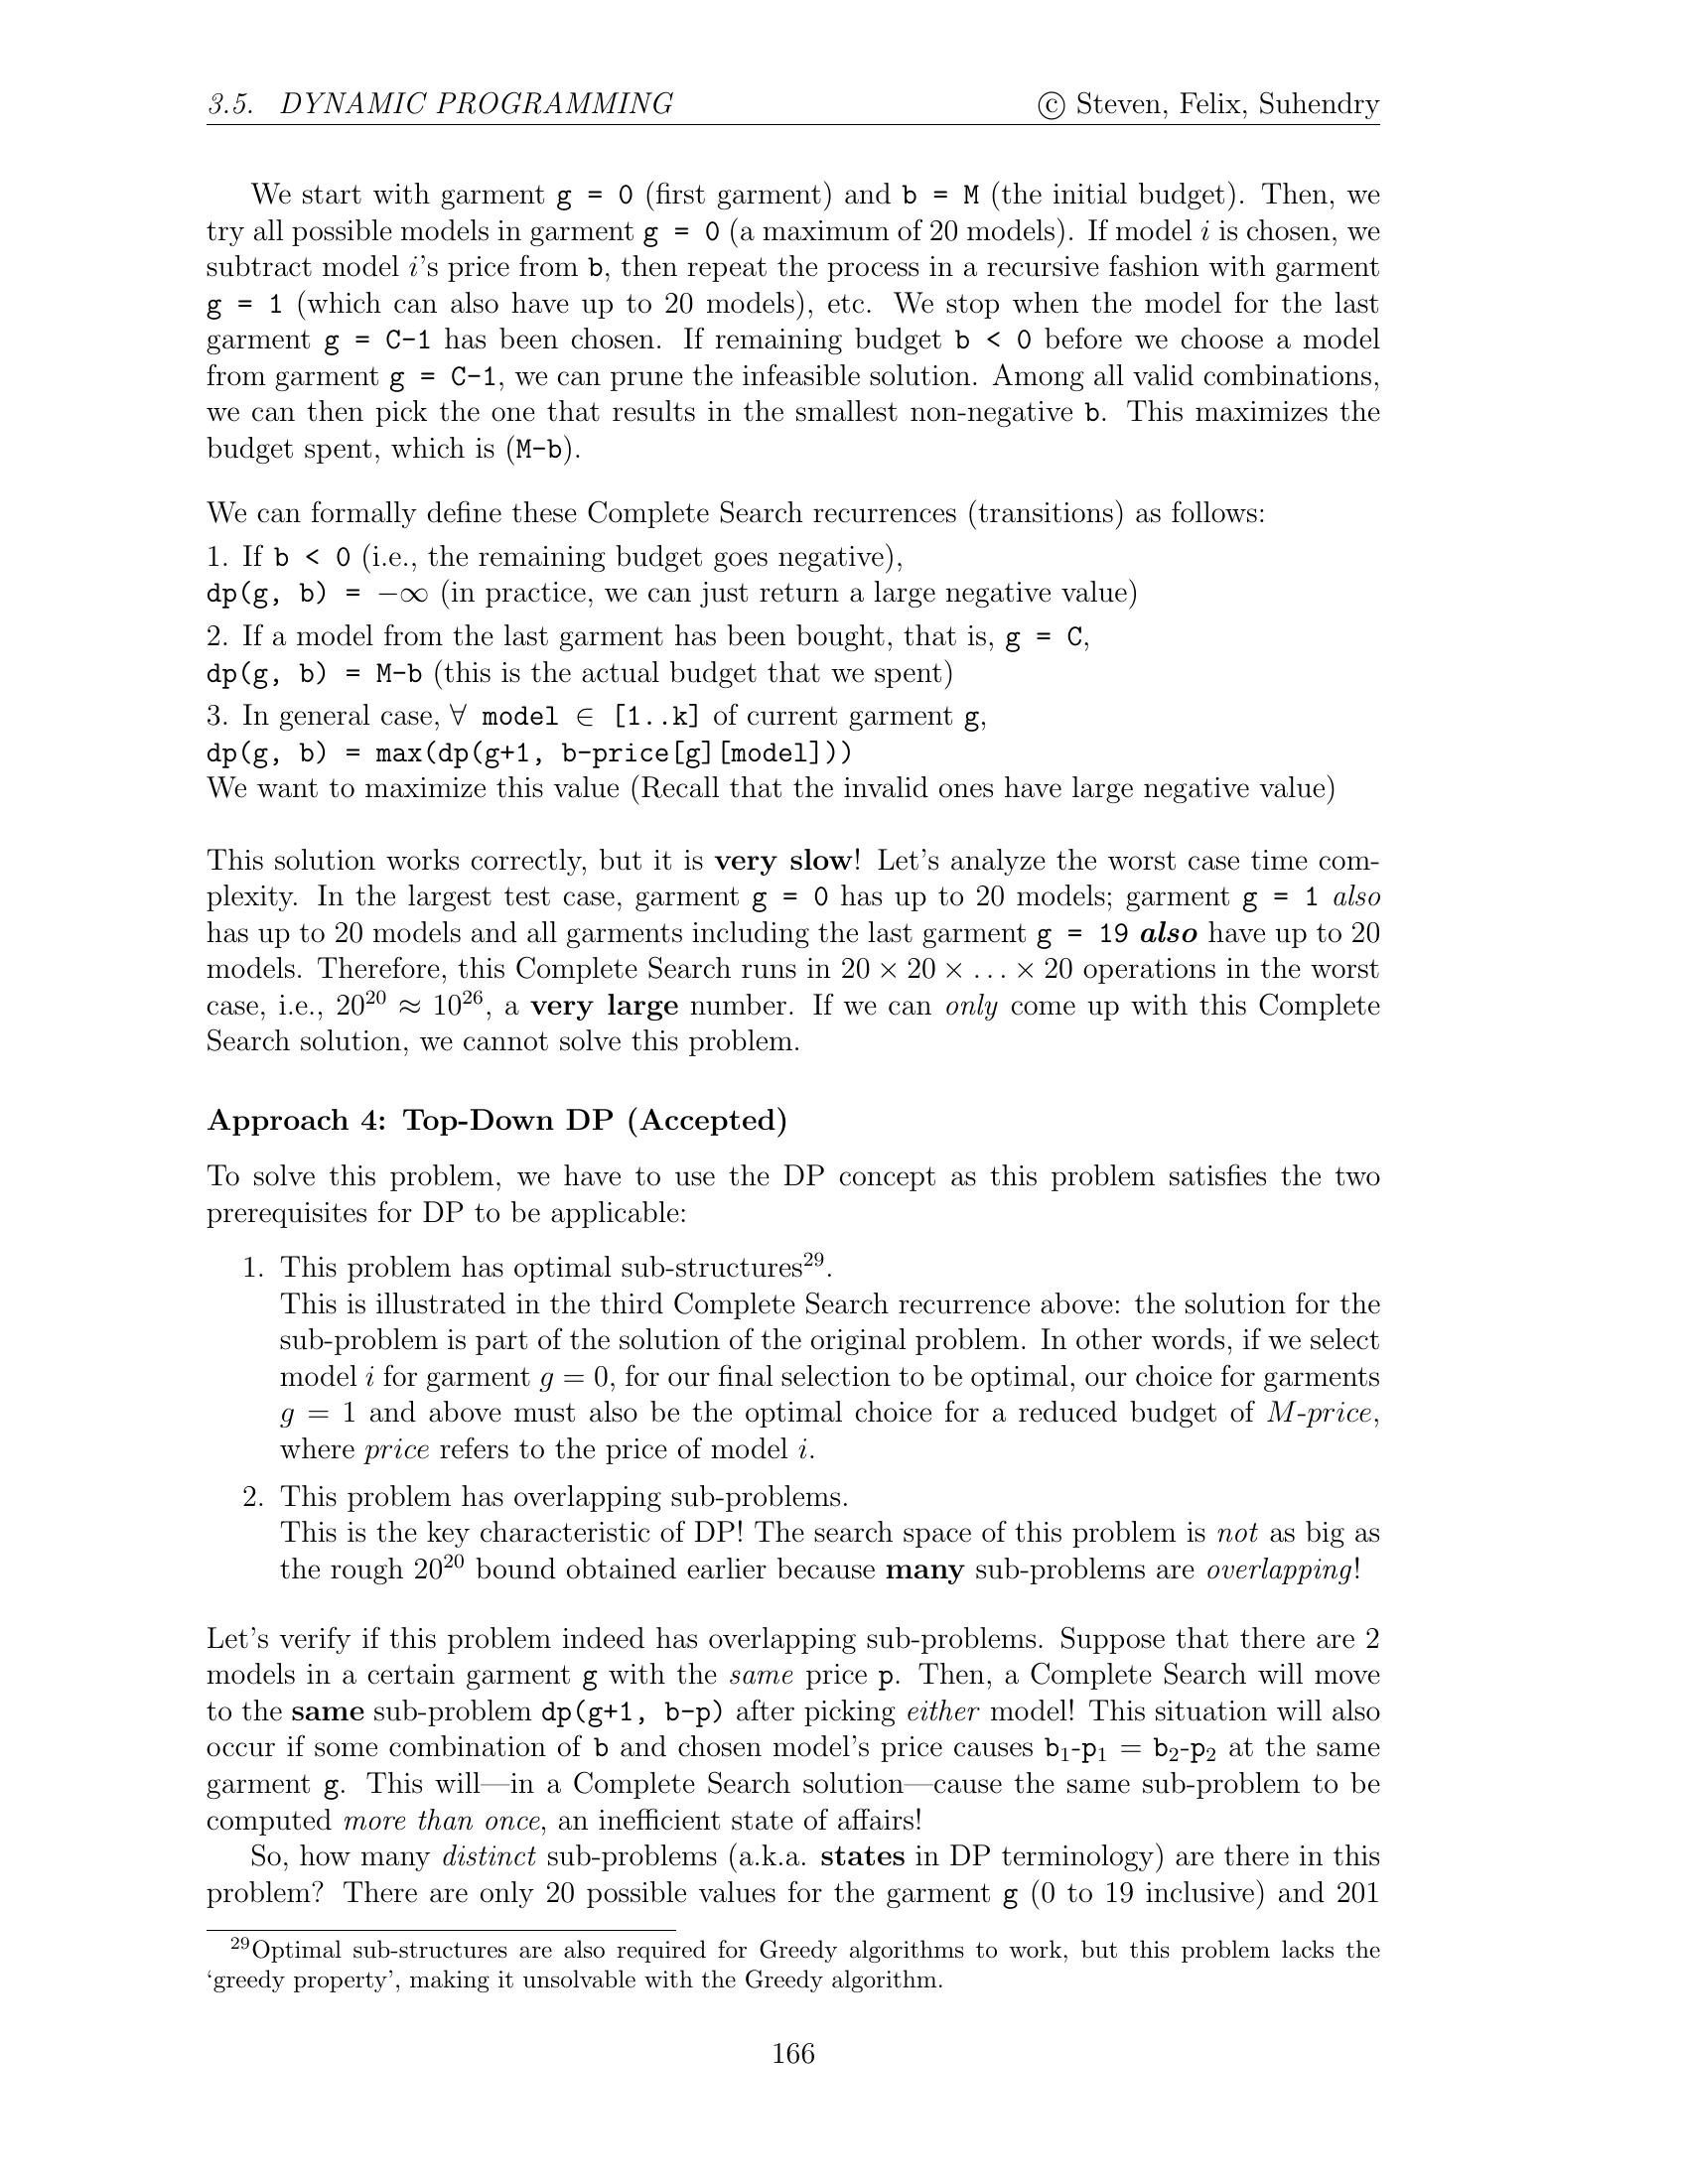 3.5. DYNAMIC PROGRAMMING © Steven, Felix, Suhendry
We start with garment g = 0 (first garment) and b = M (the initial budget). Then, we
try all possible models in garment g = 0 (a maximum of 20 models). If model i is chosen, we
subtract model i's price from b, then repeat the process in a recursive fashion with garment
g = 1 (which can also have up to 20 models), etc. We stop when the model for the last
garment g = C-1 has been chosen. If remaining budget b < 0 before we choose a model
from garment g = C-1, we can prune the infeasible solution. Among all valid combinations,
we can then pick the one that results in the smallest non-negative b. This maximizes the
budget spent, which is (M-b).
We can formally define these Complete Search recurrences (transitions) as follows:
1. If b < 0 (i.e., the remaining budget goes negative),
dp(g, b) = −∞ (in practice, we can just return a large negative value)
2. If a model from the last garment has been bought, that is, g = C,
dp(g, b) = M-b (this is the actual budget that we spent)
3. In general case, ∀ model ∈ [1..k] of current garment g,
dp(g, b) = max(dp(g+1, b-price[g][model]))
We want to maximize this value (Recall that the invalid ones have large negative value)
This solution works correctly, but it is very slow! Let's analyze the worst case time com-
plexity. In the largest test case, garment g = 0 has up to 20 models; garment g = 1 also
has up to 20 models and all garments including the last garment g = 19 also have up to 20
models. Therefore, this Complete Search runs in 20 × 20 × . . . × 20 operations in the worst
case, i.e., 20²⁰ ≈ 10²⁶, a very large number. If we can only come up with this Complete
Search solution, we cannot solve this problem.
Approach 4: Top-Down DP (Accepted)
To solve this problem, we have to use the DP concept as this problem satisfies the two
prerequisites for DP to be applicable:
1. This problem has optimal sub-structures²⁹.
This is illustrated in the third Complete Search recurrence above: the solution for the
sub-problem is part of the solution of the original problem. In other words, if we select
model i for garment g = 0, for our final selection to be optimal, our choice for garments
g = 1 and above must also be the optimal choice for a reduced budget of M-price,
where price refers to the price of model i.
2. This problem has overlapping sub-problems.
This is the key characteristic of DP! The search space of this problem is not as big as
the rough 20²⁰ bound obtained earlier because many sub-problems are overlapping!
Let's verify if this problem indeed has overlapping sub-problems. Suppose that there are 2
models in a certain garment g with the same price p. Then, a Complete Search will move
to the same sub-problem dp(g+1, b-p) after picking either model! This situation will also
occur if some combination of b and chosen model's price causes b₁-p₁ = b₂-p₂ at the same
garment g. This will—in a Complete Search solution—cause the same sub-problem to be
computed more than once, an inefficient state of affairs!
So, how many distinct sub-problems (a.k.a. states in DP terminology) are there in this
problem? There are only 20 possible values for the garment g (0 to 19 inclusive) and 201
²⁹Optimal sub-structures are also required for Greedy algorithms to work, but this problem lacks the
‘greedy property’, making it unsolvable with the Greedy algorithm.
166